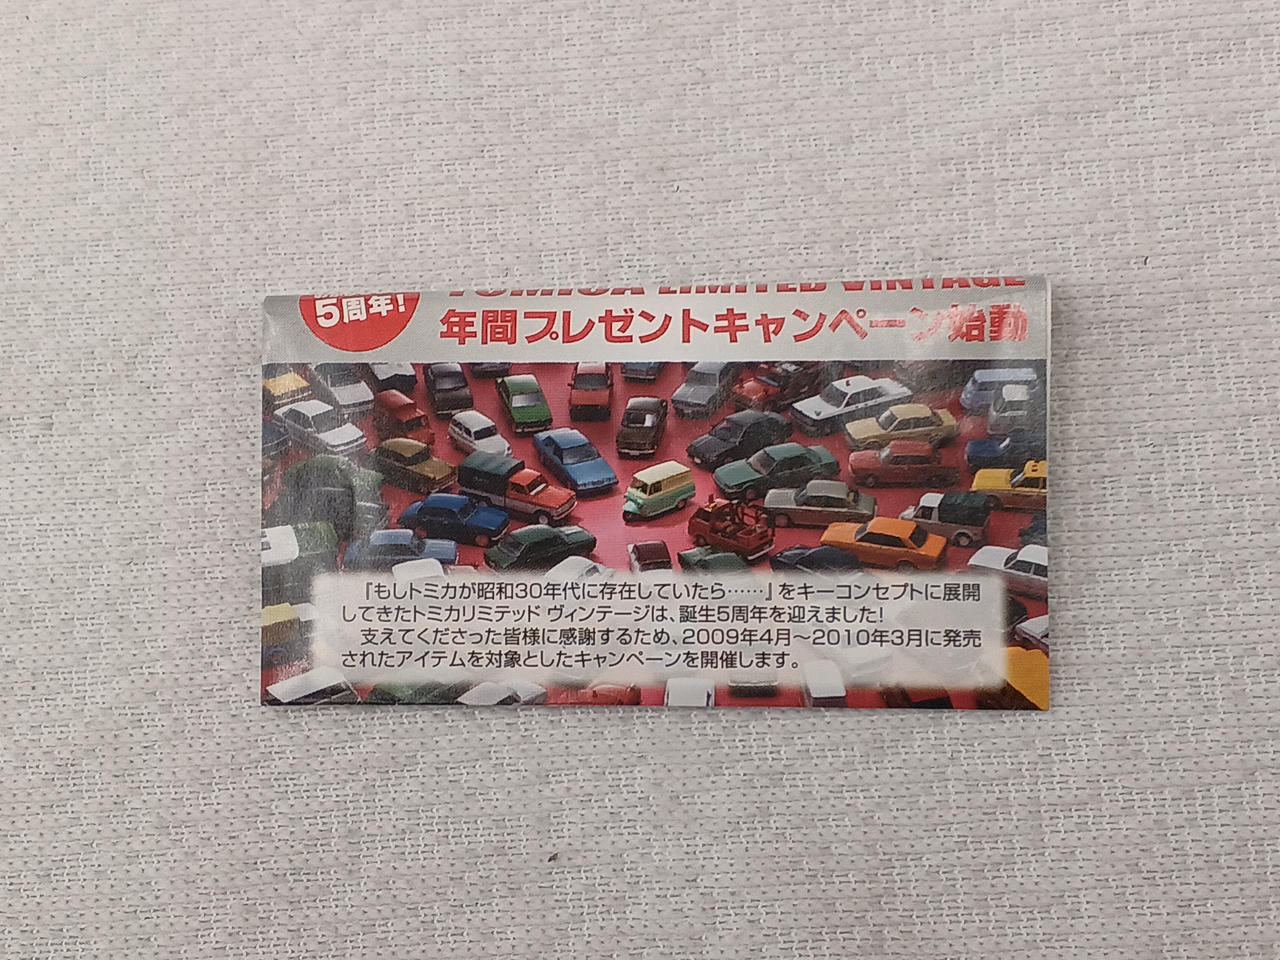 5周年!
TOMICA LIMITED VINTAGE
年間プレゼントキャンペーン始動
『もしトミカが昭和30年代に存在していたら……』をキーコンセプトに展開
してきたトミカリミテッド ヴィンテージは、誕生5周年を迎えました!
支えてくださった皆様に感謝するため、2009年4月〜2010年3月に発売
されたアイテムを対象としたキャンペーンを開催します。